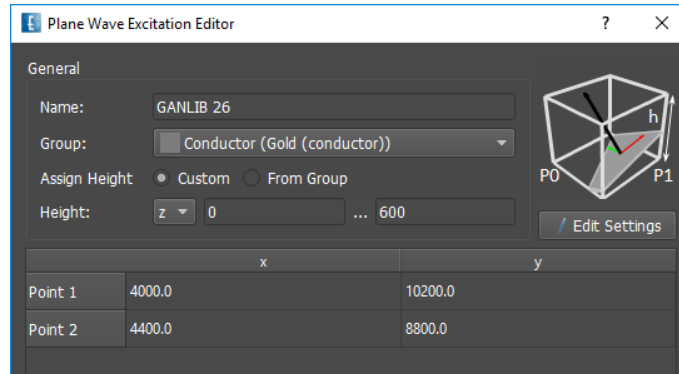 Plane Wave Excitation Editor ? ×
General
Name: GANLIB 26
Group: Conductor (Gold (conductor))
Assign Height Custom From Group
Height: z 0 ... 600
h
P0 P1
Edit Settings
x y
Point 1 4000.0 10200.0
Point 2 4400.0 8800.0